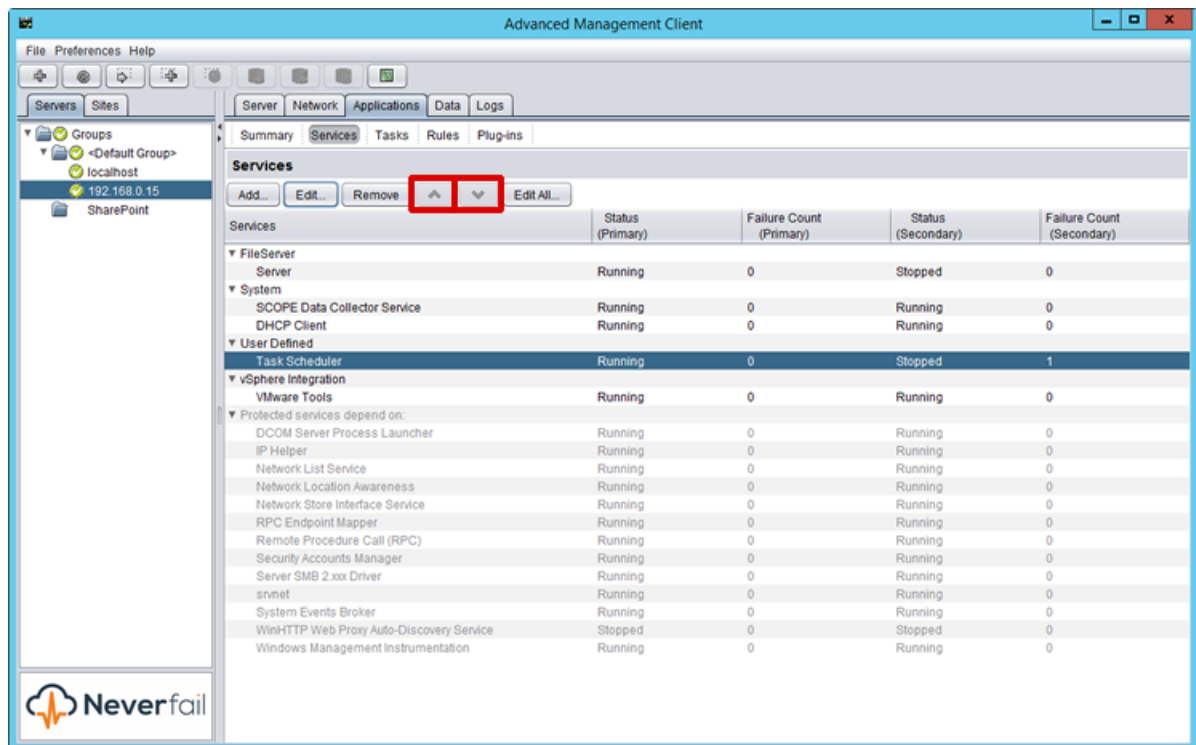 Advanced Management Client
File Preferences Help
Servers Sites
Server Network Applications Data Logs
Groups
<Default Group>
localhost
192.168.0.15
SharePoint
Summary Services Tasks Rules Plug-ins
Services
Add... Edit... Remove Edit All...
Services Status (Primary) Failure Count (Primary) Status (Secondary) Failure Count (Secondary)
FileServer
Server Running 0 Stopped 0
System
SCOPE Data Collector Service Running 0 Running 0
DHCP Client Running 0 Running 0
User Defined
Task Scheduler Running 0 Stopped 1
vSphere Integration
VMware Tools Running 0 Running 0
Protected services depend on:
DCOM Server Process Launcher Running 0 Running 0
IP Helper Running 0 Running 0
Network List Service Running 0 Running 0
Network Location Awareness Running 0 Running 0
Network Store Interface Service Running 0 Running 0
RPC Endpoint Mapper Running 0 Running 0
Remote Procedure Call (RPC) Running 0 Running 0
Security Accounts Manager Running 0 Running 0
Server SMB 2.xxx Driver Running 0 Running 0
srvnet Running 0 Running 0
System Events Broker Running 0 Running 0
WinHTTP Web Proxy Auto-Discovery Service Stopped 0 Stopped 0
Windows Management Instrumentation Running 0 Running 0
Neverfail